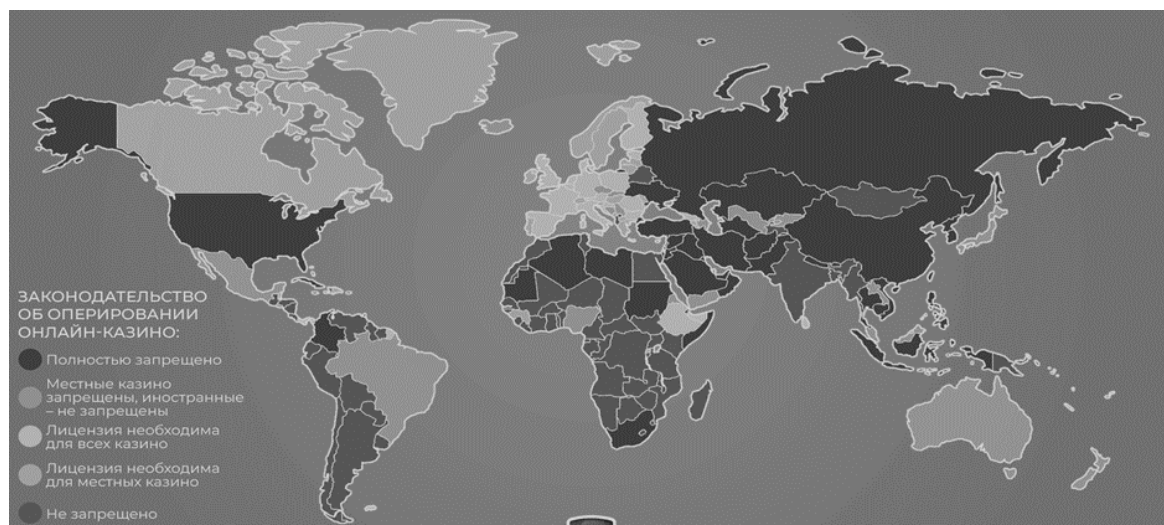 ЗАКОНОДАТЕЛЬСТВО
ОБ ОПЕРИРОВАНИИ
ОНЛАЙН-КАЗИНО:
Полностью запрещено
Местные казино
запрещены, иностранные
– не запрещены
Лицензия необходима
для всех казино
Лицензия необходима
для местных казино
Не запрещено